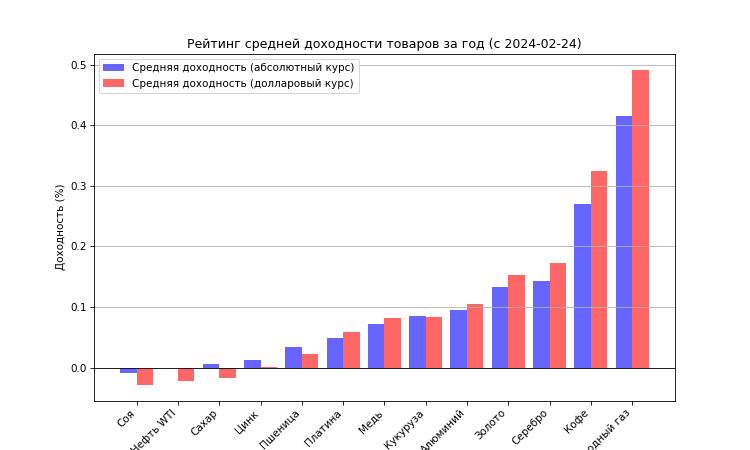 Рейтинг средней доходности товаров за год (с 2024-02-24)
Средняя доходность (абсолютный курс)
Средняя доходность (долларовый курс)
Доходность (%)
0.5
0.4
0.3
0.2
0.1
0.0
Соя
Нефть WTI
Сахар
Цинк
Пшеница
Платина
Медь
Кукуруза
Алюминий
Золото
Серебро
Кофе
газ